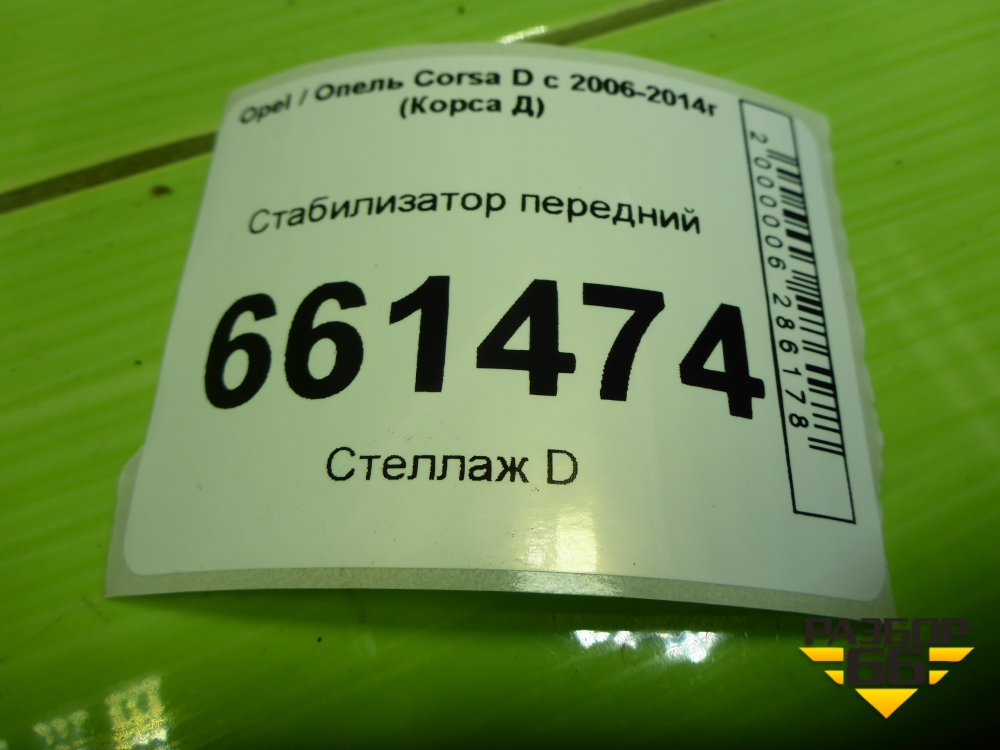 Opel / Опель Corsa D с 2006-2014г
(Корса Д)
Стабилизатор передний
661474
Стеллаж D
2000006286178
РАЗБОР
66